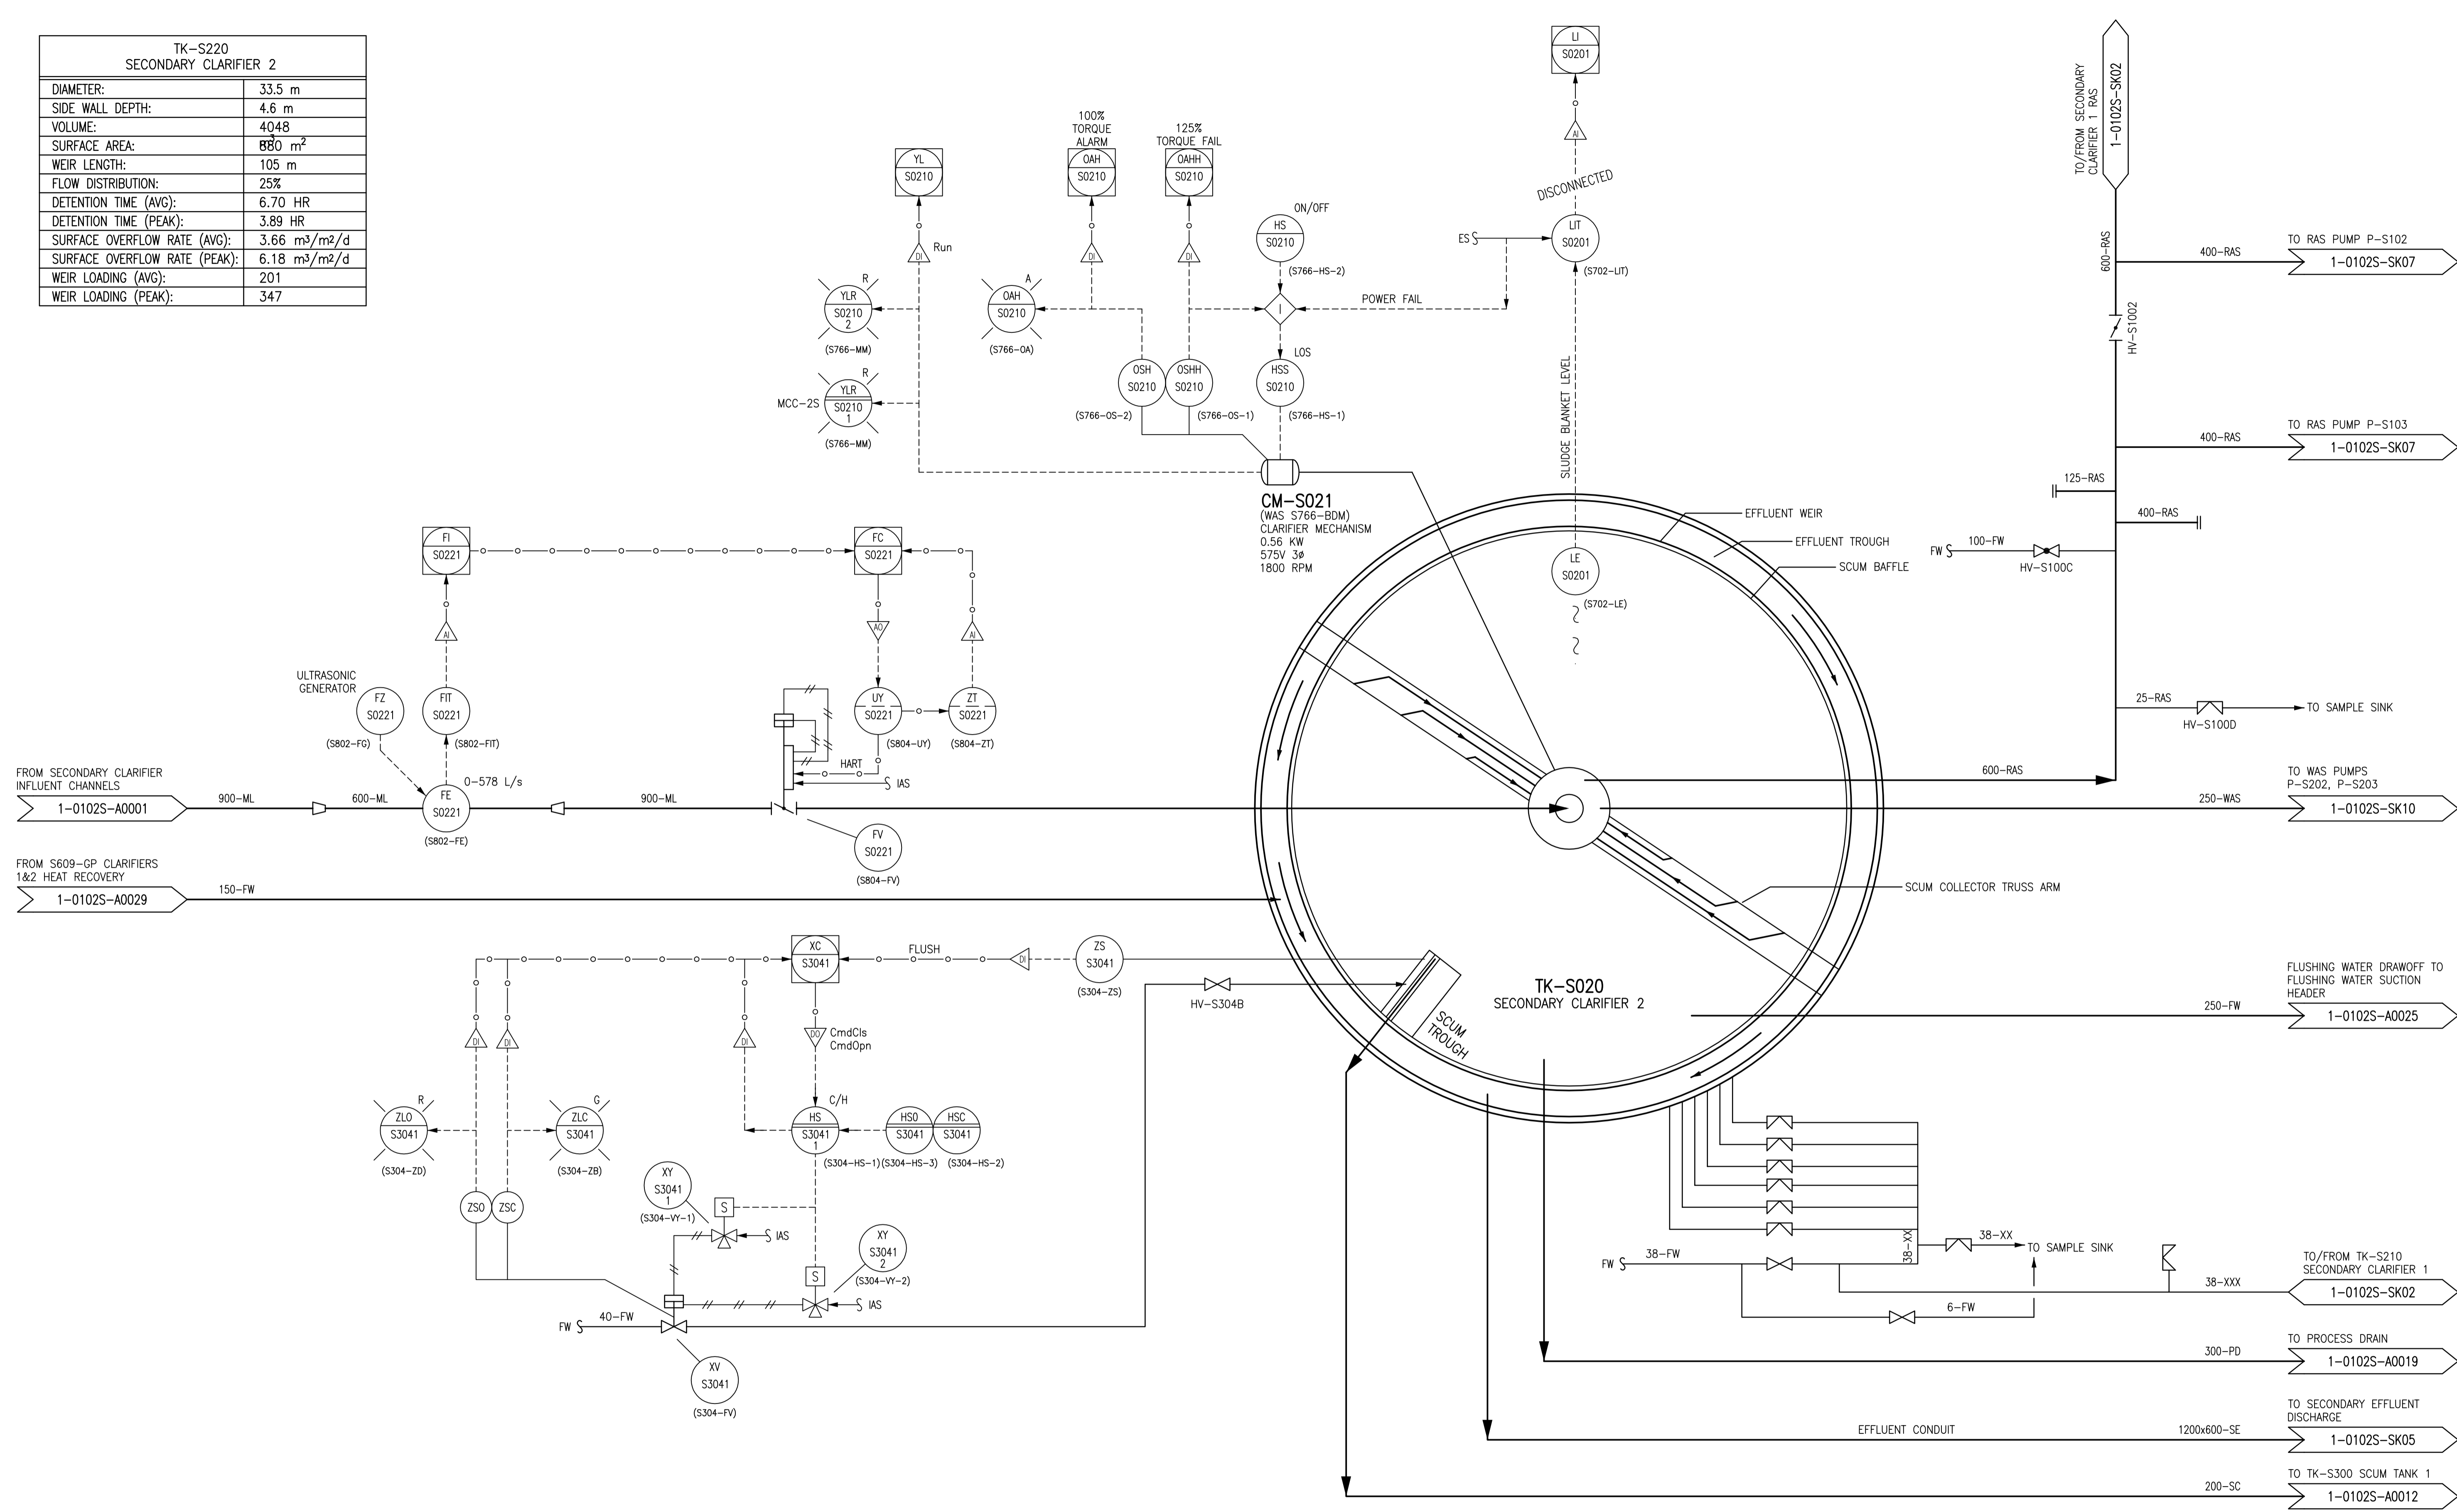 TK-S220
SECONDARY CLARIFIER 2
DIAMETER: 33.5 m
SIDE WALL DEPTH: 4.6 m
VOLUME: 4048 m3
SURFACE AREA: 880 m2
WEIR LENGTH: 105 m
FLOW DISTRIBUTION: 25%
DETENTION TIME (AVG): 6.70 HR
DETENTION TIME (PEAK): 3.89 HR
SURFACE OVERFLOW RATE (AVG): 3.66 m3/m2/d
SURFACE OVERFLOW RATE (PEAK): 6.18 m3/m2/d
WEIR LOADING (AVG): 201
WEIR LOADING (PEAK): 347
LI
S0201
AI
DISCONNECTED
ES
LIT
S0201
(S702-LIT)
SLUDGE BLANKET LEVEL
LE
S0201
(S702-LE)
YL
S0210
DI
Run
R
YLR
S0210
2
(S766-MM)
R
MCC-2S
YLR
S0210
1
(S766-MM)
100%
TORQUE
ALARM
OAH
S0210
DI
A
OAH
S0210
(S766-OA)
125%
TORQUE FAIL
OAHH
S0210
DI
ON/OFF
HS
S0210
(S766-HS-2)
I
POWER FAIL
LOS
OSH
S0210
(S766-OS-2)
OSHH
S0210
(S766-OS-1)
HSS
S0210
(S766-HS-1)
CM-S021
(WAS S766-BDM)
CLARIFIER MECHANISM
0.56 KW
575V 3ø
1800 RPM
EFFLUENT WEIR
EFFLUENT TROUGH
SCUM BAFFLE
SCUM COLLECTOR TRUSS ARM
TK-S020
SECONDARY CLARIFIER 2
SCUM
TROUGH
TO/FROM SECONDARY
CLARIFIER 1 RAS
1-0102S-SK02
600-RAS
400-RAS
TO RAS PUMP P-S102
1-0102S-SK07
HV-S1002
400-RAS
TO RAS PUMP P-S103
1-0102S-SK07
125-RAS
400-RAS
FW
100-FW
HV-S100C
25-RAS
HV-S100D
TO SAMPLE SINK
600-RAS
250-WAS
TO WAS PUMPS
P-S202, P-S203
1-0102S-SK10
FI
S0221
AI
FC
S0221
AO
AI
ULTRASONIC
GENERATOR
FZ
S0221
(S802-FG)
FIT
S0221
(S802-FIT)
UY
S0221
(S804-UY)
ZT
S0221
(S804-ZT)
HART
IAS
FROM SECONDARY CLARIFIER
INFLUENT CHANNELS
1-0102S-A0001
900-ML
600-ML
FE
S0221
(S802-FE)
0-578 L/s
900-ML
FV
S0221
(S804-FV)
FROM S609-GP CLARIFIERS
1&2 HEAT RECOVERY
1-0102S-A0029
150-FW
XC
S3041
FLUSH
DI
ZS
S3041
(S304-ZS)
HV-S304B
DI
DI
DI
DO
CmdCls
CmdOpn
R
ZLO
S3041
(S304-ZD)
G
ZLC
S3041
(S304-ZB)
C/H
HS
S3041
1
(S304-HS-1)
HSO
S3041
(S304-HS-3)
HSC
S3041
(S304-HS-2)
ZSO
ZSC
XY
S3041
1
(S304-VY-1)
S
IAS
XY
S3041
2
(S304-VY-2)
S
IAS
FW
40-FW
XV
S3041
(S304-FV)
250-FW
FLUSHING WATER DRAWOFF TO
FLUSHING WATER SUCTION
HEADER
1-0102S-A0025
38-XX
38-XX
TO SAMPLE SINK
FW
38-FW
6-FW
38-XXX
TO/FROM TK-S210
SECONDARY CLARIFIER 1
1-0102S-SK02
300-PD
TO PROCESS DRAIN
1-0102S-A0019
EFFLUENT CONDUIT
1200x600-SE
TO SECONDARY EFFLUENT
DISCHARGE
1-0102S-SK05
200-SC
TO TK-S300 SCUM TANK 1
1-0102S-A0012